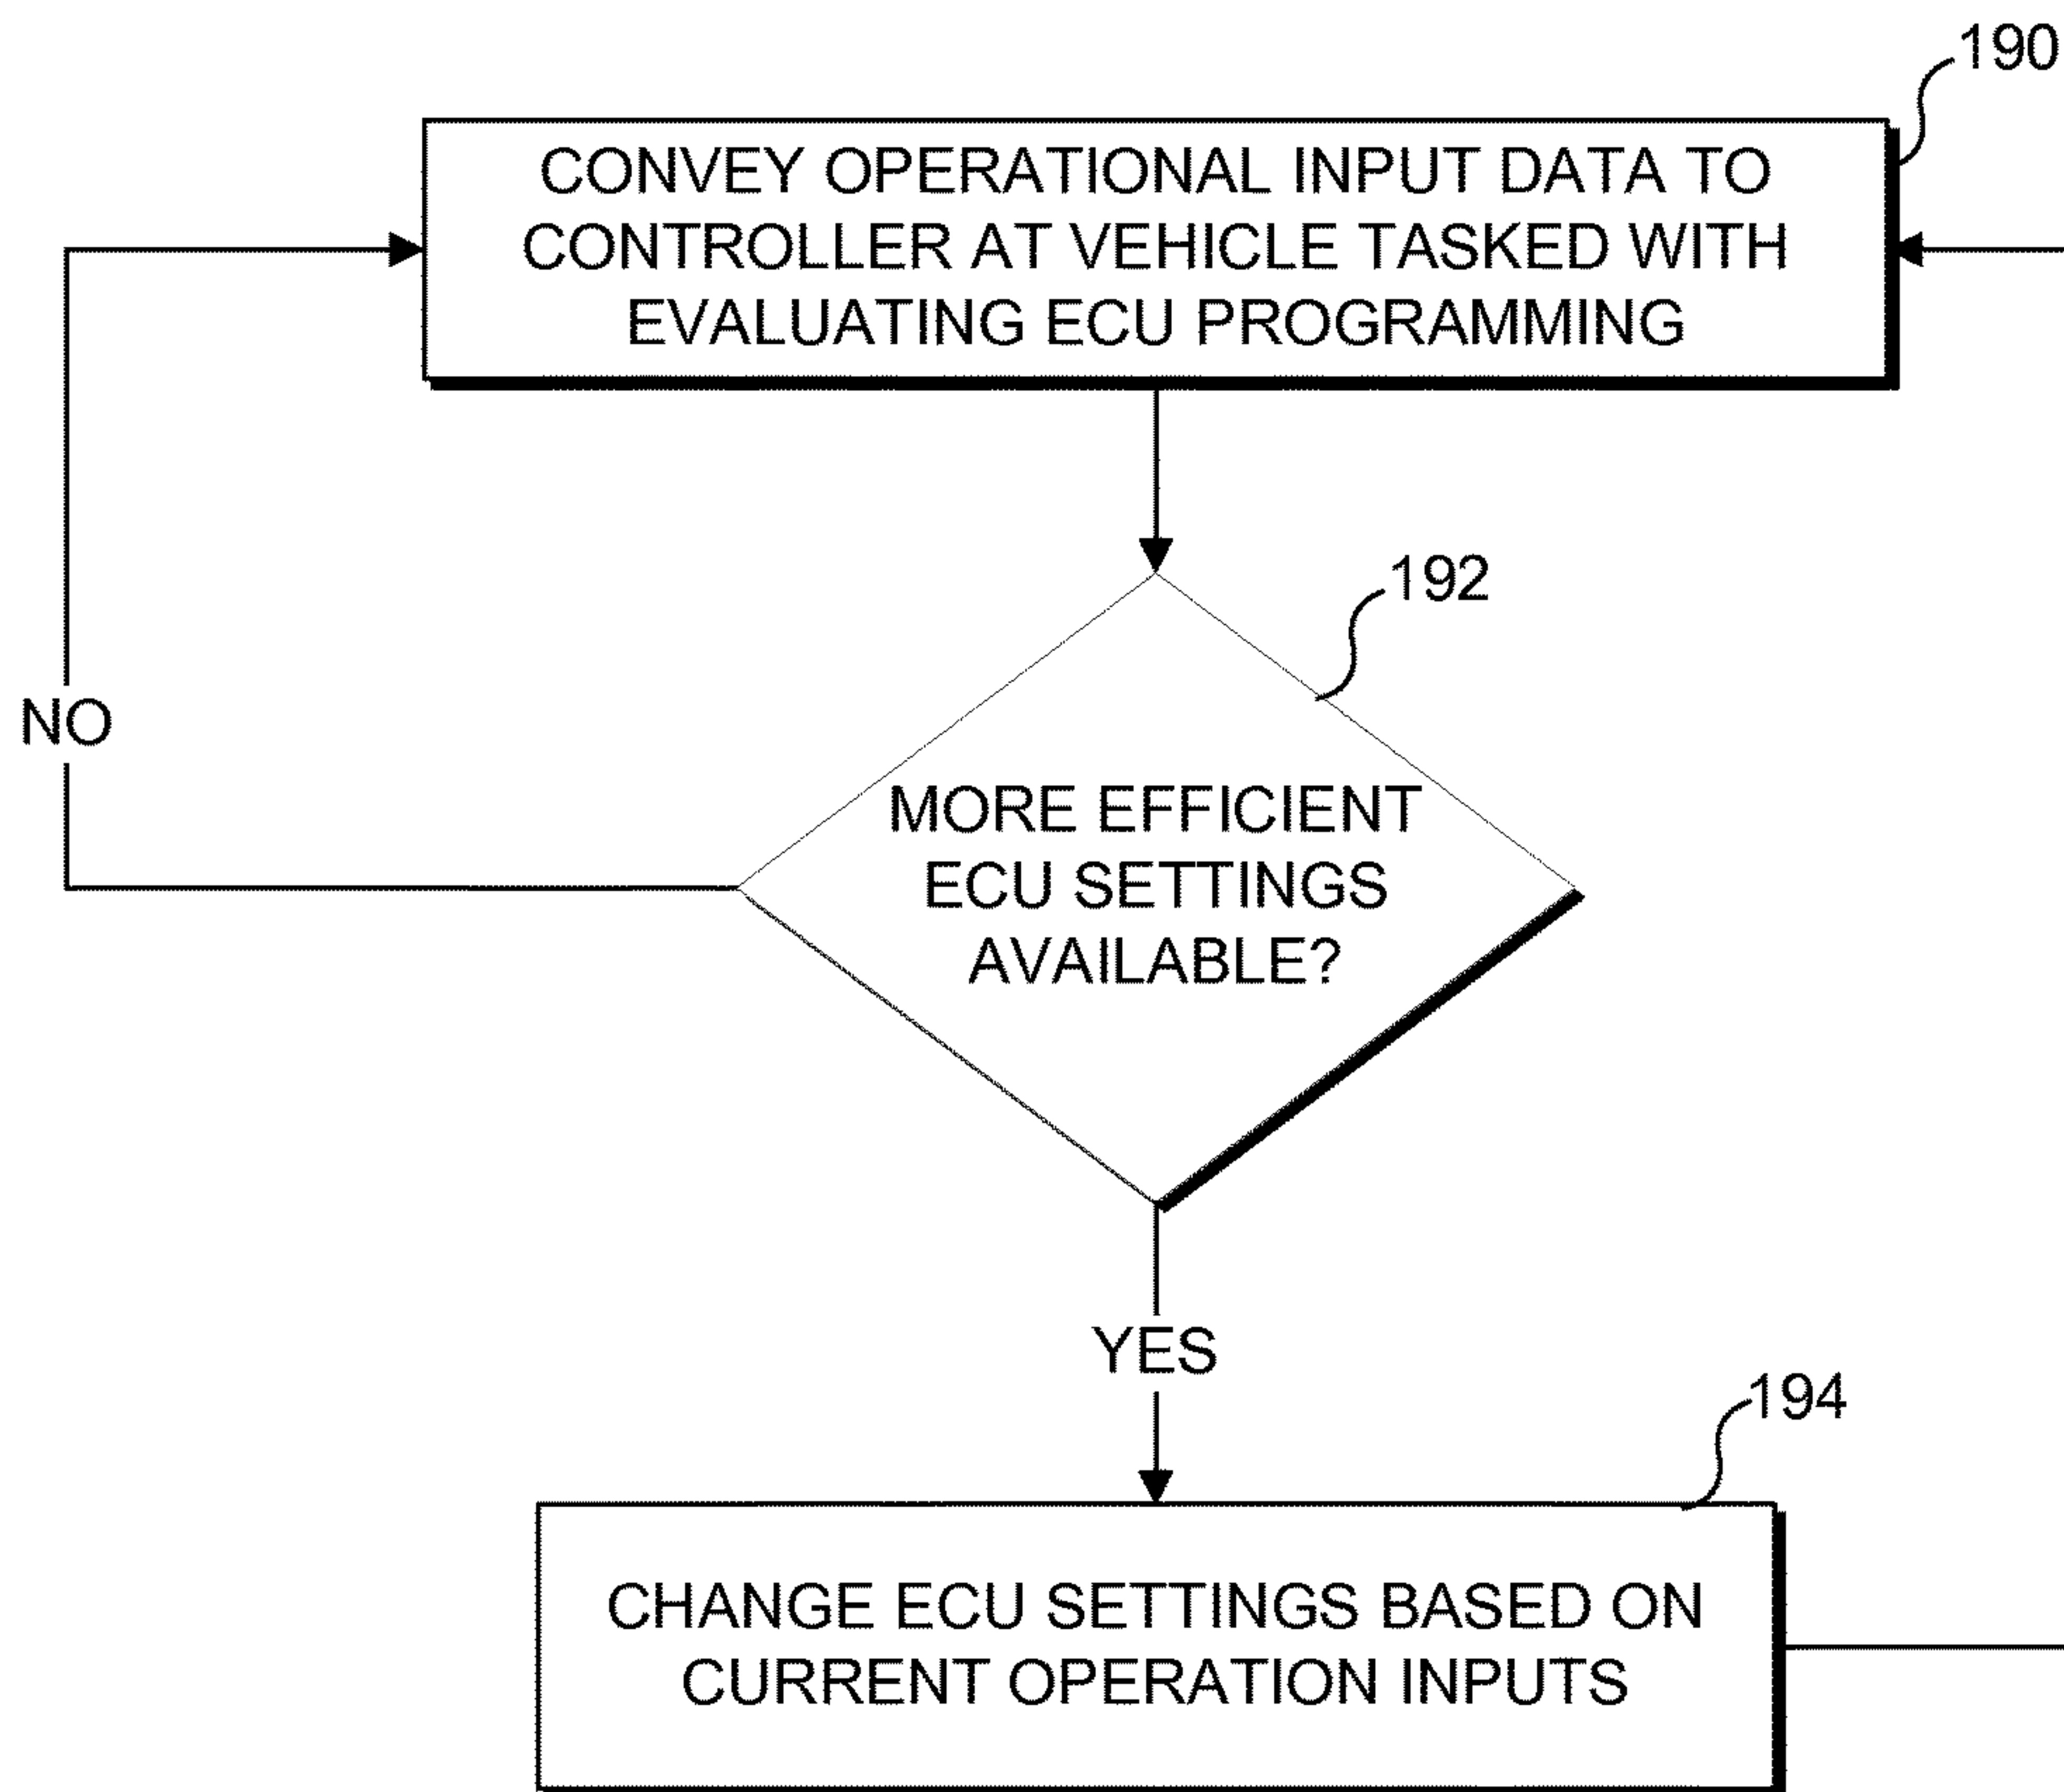 190
CONVEY OPERATIONAL INPUT DATA TO
CONTROLLER AT VEHICLE TASKED WITH
EVALUATING ECU PROGRAMMING
192
NO
MORE EFFICIENT
ECU SETTINGS
AVAILABLE?
YES
194
CHANGE ECU SETTINGS BASED ON
CURRENT OPERATION INPUTS